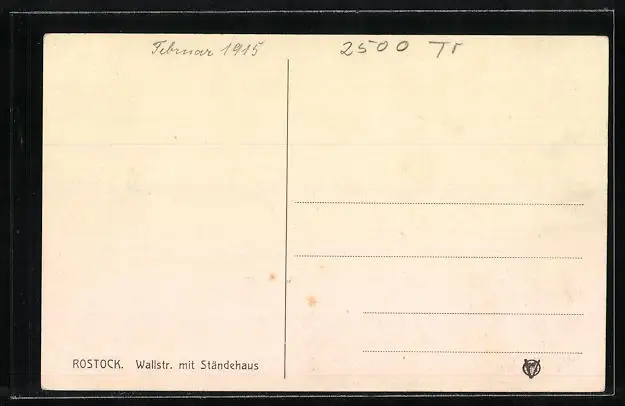 Februar 1915
2500 Tr
ROSTOCK. Wallstr. mit Ständehaus